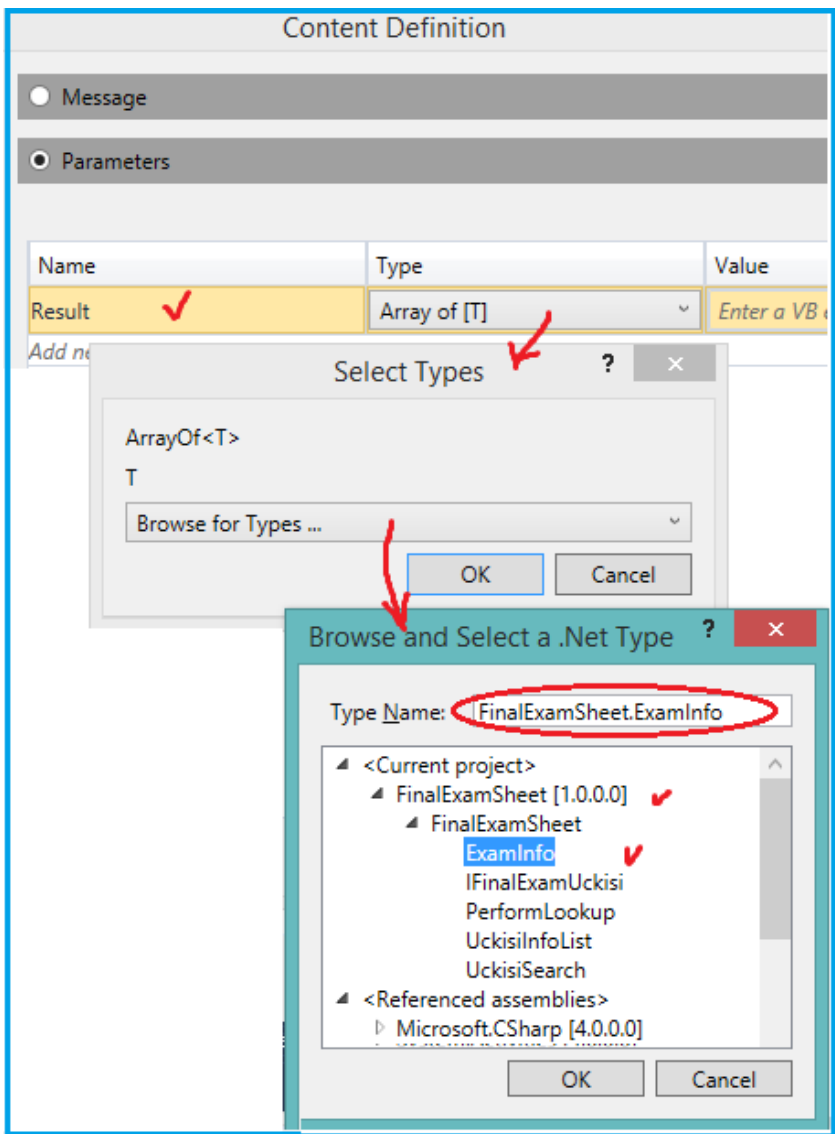 Content Definition
Message
Parameters
Name Type Value
Result Array of [T] Enter a VB
Add ne
Select Types ? ×
ArrayOf<T>
T
Browse for Types ...
OK Cancel
Browse and Select a .Net Type ? ×
Type Name: FinalExamSheet.ExamInfo
<Current project>
FinalExamSheet [1.0.0.0]
FinalExamSheet
ExamInfo
IFinalExamUckisi
PerformLookup
UckisiInfoList
UckisiSearch
<Referenced assemblies>
Microsoft.CSharp [4.0.0.0]
OK Cancel